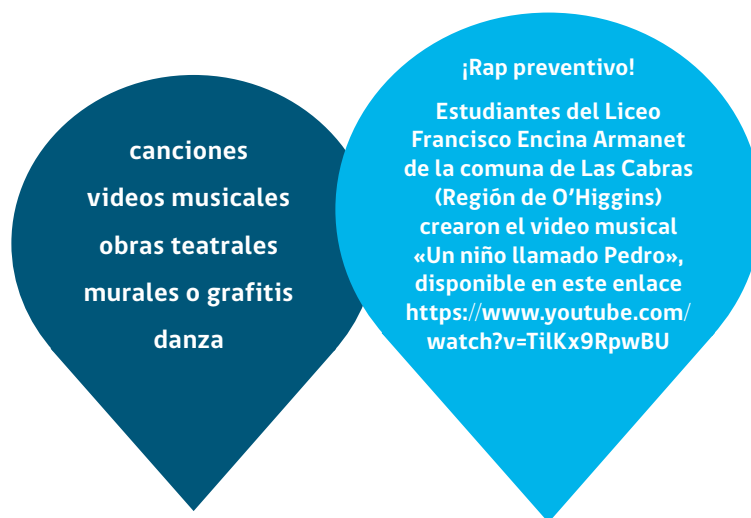 canciones
videos musicales
obras teatrales
murales o grafitis
danza
¡Rap preventivo!
Estudiantes del Liceo
Francisco Encina Armanet
de la comuna de Las Cabras
(Región de O’Higgins)
crearon el video musical
«Un niño llamado Pedro»,
disponible en este enlace
https://www.youtube.com/
watch?v=TilKx9RpwBU